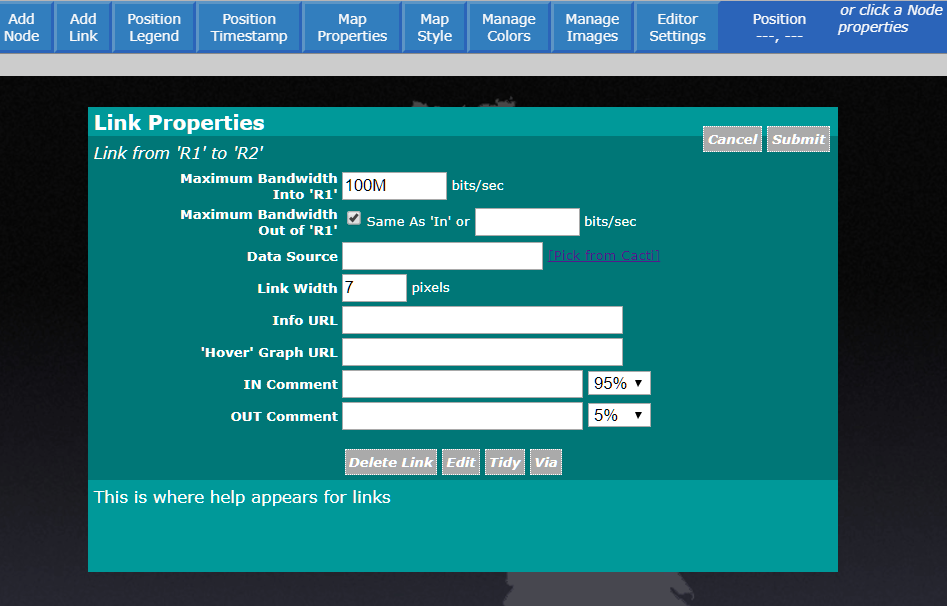 Add Node
Add Link
Position Legend
Position Timestamp
Map Properties
Map Style
Manage Colors
Manage Images
Editor Settings
Position ---, ---
or click a Node
properties
Link Properties
Cancel Submit
Link from 'R1' to 'R2'
Maximum Bandwidth
Into 'R1' 100M bits/sec
Maximum Bandwidth
Out of 'R1' Same As 'In' or bits/sec
Data Source [Pick from Cacti]
Link Width 7 pixels
Info URL
'Hover' Graph URL
IN Comment 95%
OUT Comment 5%
Delete Link Edit Tidy Via
This is where help appears for links